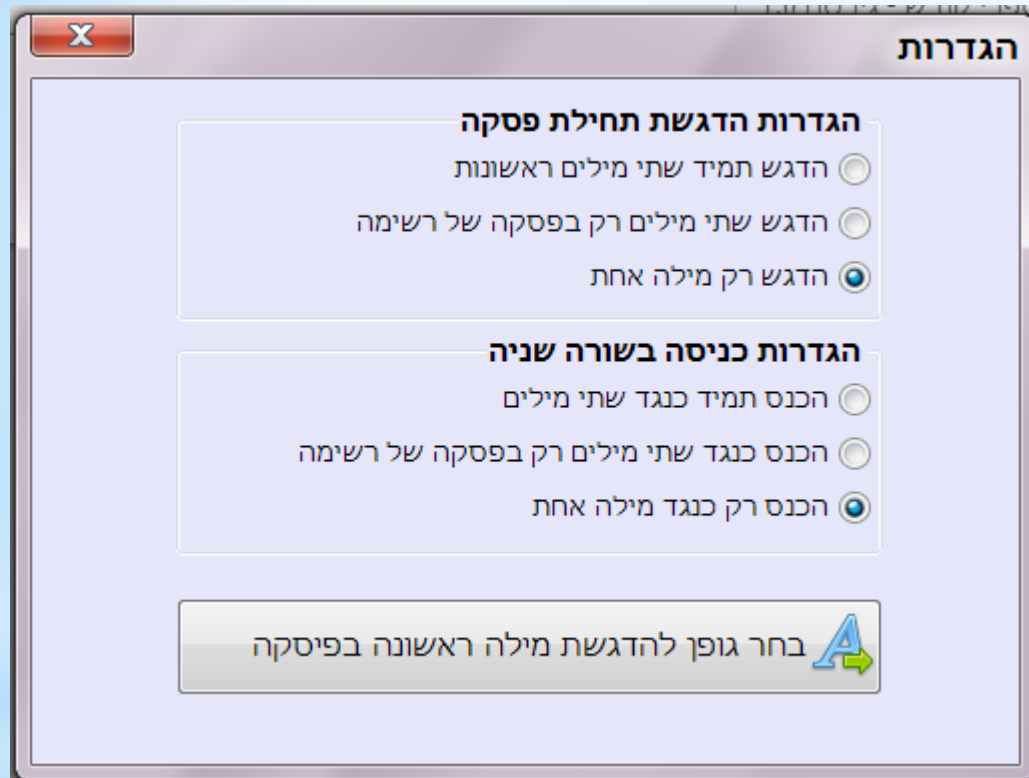 הגדרות
הגדרות הדגשת תחילת פסקה
הדגש תמיד שתי מילים ראשונות
הדגש שתי מילים רק בפסקה של רשימה
הדגש רק מילה אחת
הגדרות כניסה בשורה שניה
הכנס תמיד כנגד שתי מילים
הכנס כנגד שתי מילים רק בפסקה של רשימה
הכנס רק כנגד מילה אחת
בחר גופן להדגשת מילה ראשונה בפיסקה